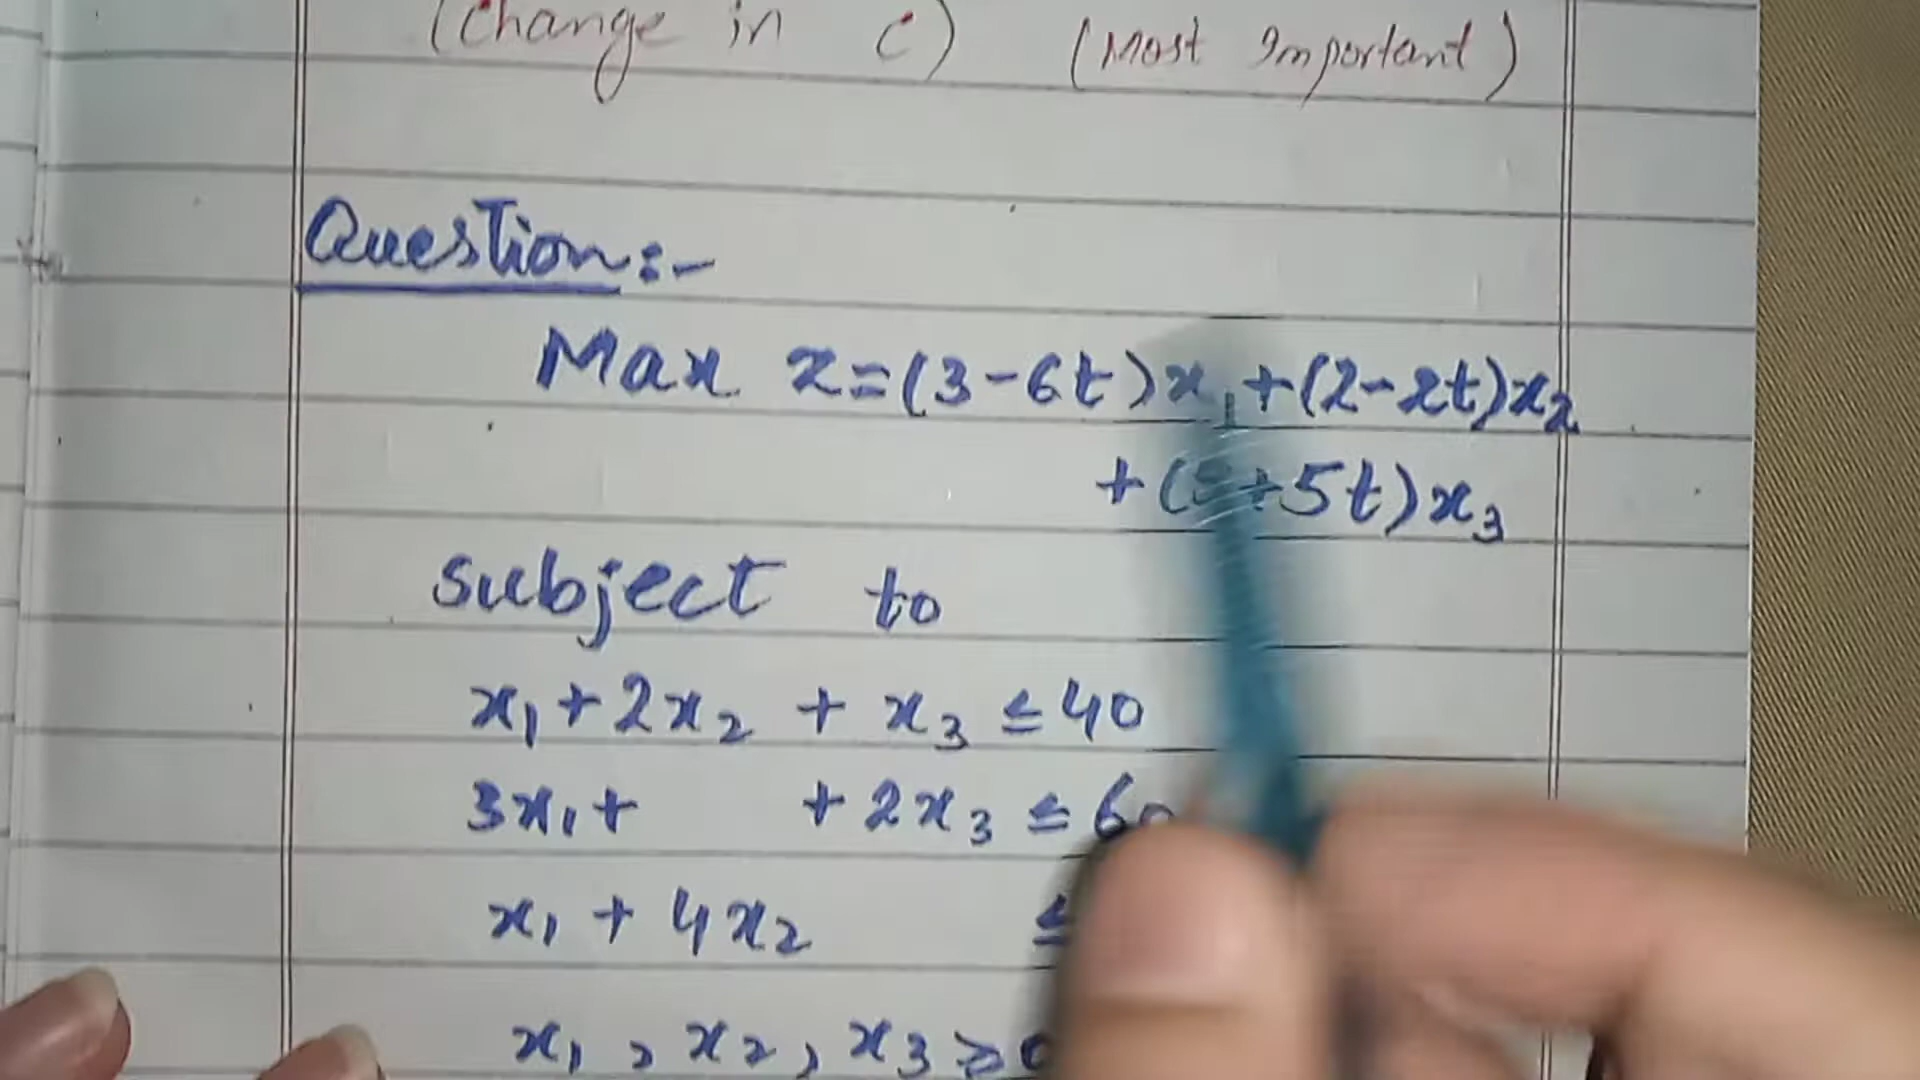 (Change in C) (Most Important)
Question:-
Max z=(3-6t)x₁+(2-2t)x₂
+(5+5t)x₃
subject to
x₁+2x₂ + x₃ ≤40
3x₁+ +2x₃ ≤60
x₁ + 4x₂ ≤
x₁, x₂, x₃ ≥0